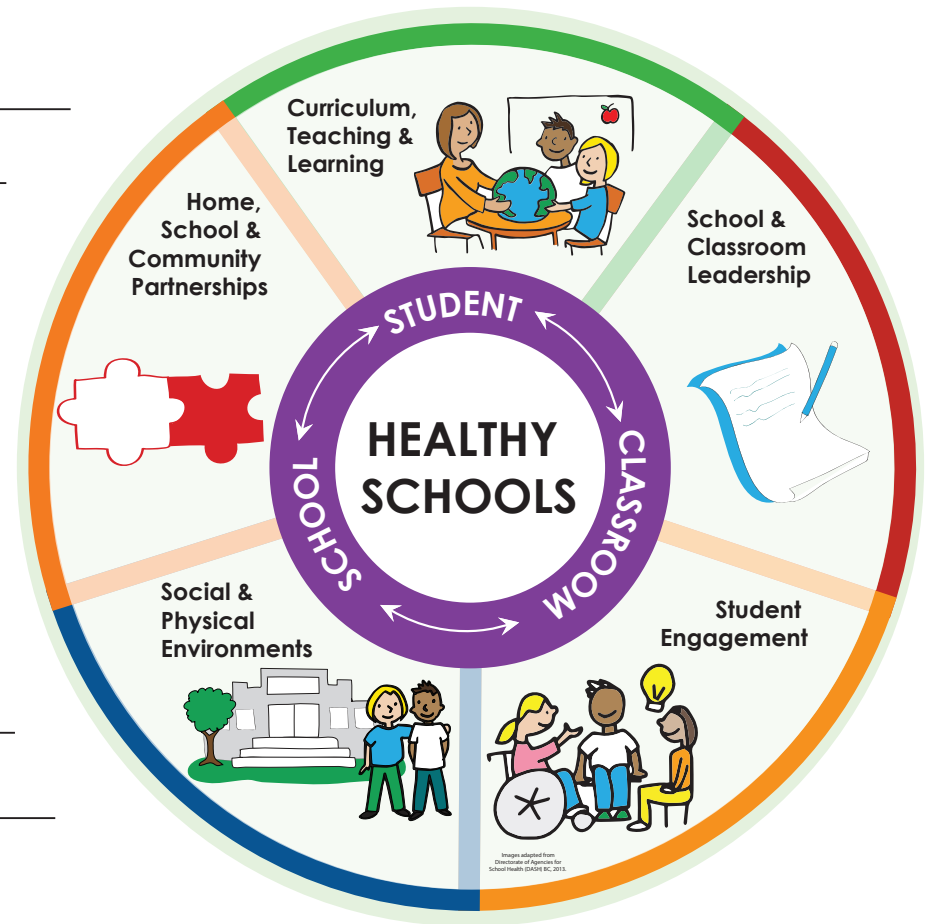 Curriculum,
Teaching &
Learning
Home,
School &
Community
Partnerships
School &
Classroom
Leadership
STUDENT
CLASSROOM
SCHOOL
HEALTHY
SCHOOLS
Social &
Physical
Environments
Student
Engagement
Images adapted from
Directorate of Agencies for
School Health (DASH) BC, 2013.